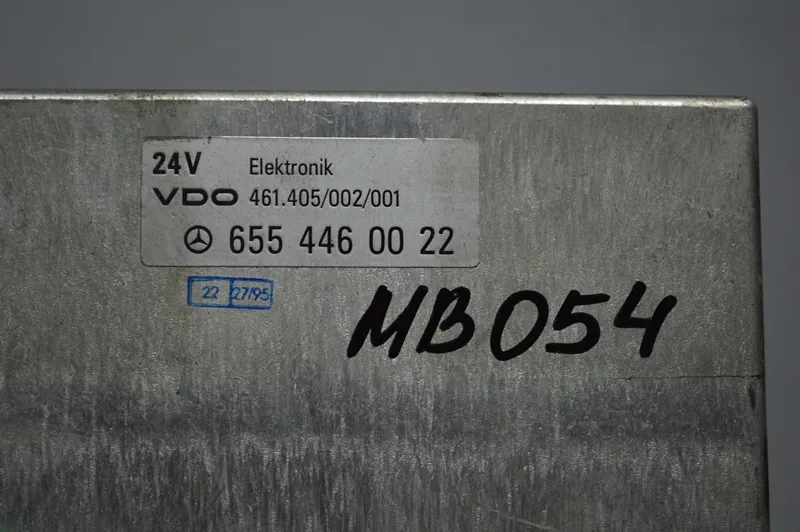 24V Elektronik
VDO 461.405/002/001
655 446 00 22
22 27/95
MB054